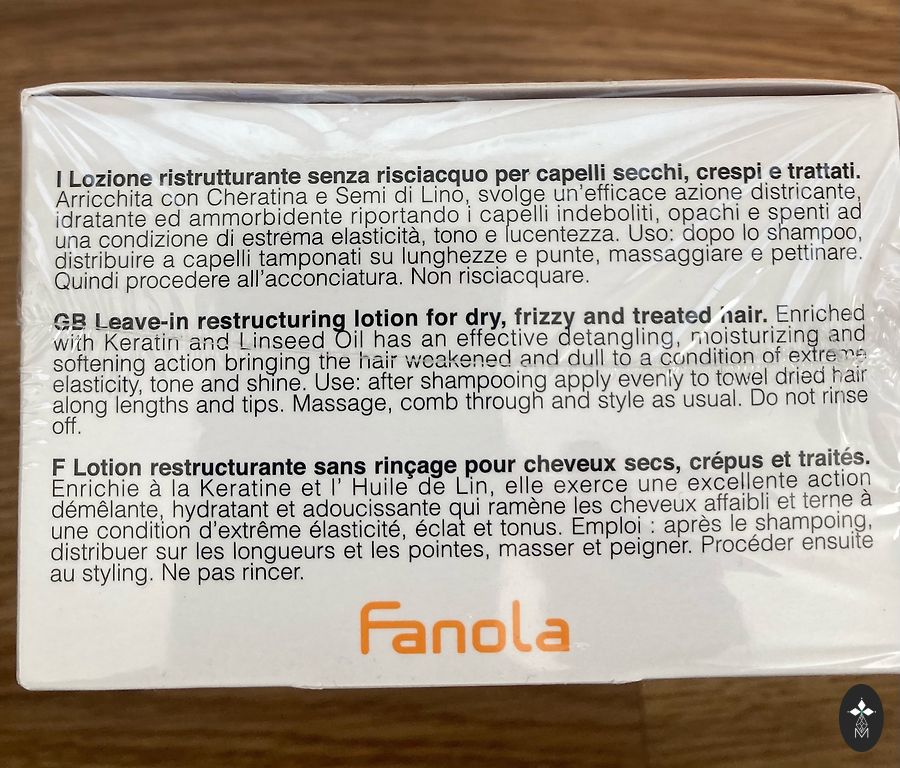 I Lozione ristrutturante senza risciacquo per capelli secchi, crespi e trattati.
Arricchita con Cheratina e Semi di Lino, svolge un'efficace azione districante,
idratante ed ammorbidente riportando i capelli indeboliti, opachi e spenti ad
una condizione di estrema elasticità, tono e lucentezza. Uso: dopo lo shampoo,
distribuire a capelli tamponati su lunghezze e punte, massaggiare e pettinare.
Quindi procedere all'acconciatura. Non risciacquare.
GB Leave-in restructuring lotion for dry, frizzy and treated hair. Enriched
with Keratin and Linseed Oil has an effective detangling, moisturizing and
softening action bringing the hair weakened and dull to a condition of extreme
elasticity, tone and shine. Use: after shampooing apply evenly to towel dried hair
along lengths and tips. Massage, comb through and style as usual. Do not rinse
off.
F Lotion restructurante sans rinçage pour cheveux secs, crépus et traités.
Enrichie à la Keratine et l' Huile de Lin, elle exerce une excellente action
démêlante, hydratant et adoucissante qui ramène les cheveux affaibli et terne à
une condition d'extrême élasticité, éclat et tonus. Emploi : après le shampoing,
distribuer sur les longueurs et les pointes, masser et peigner. Procéder ensuite
au styling. Ne pas rincer.
Fanola
M